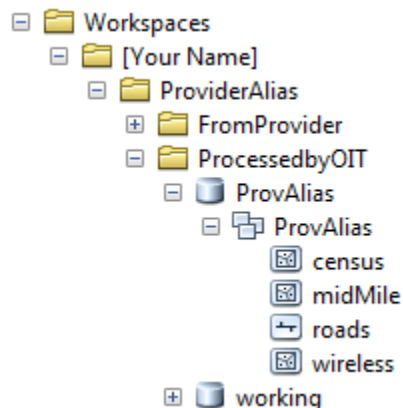 Workspaces
[Your Name]
ProviderAlias
FromProvider
ProcessedbyOIT
ProvAlias
ProvAlias
census
midMile
roads
wireless
working